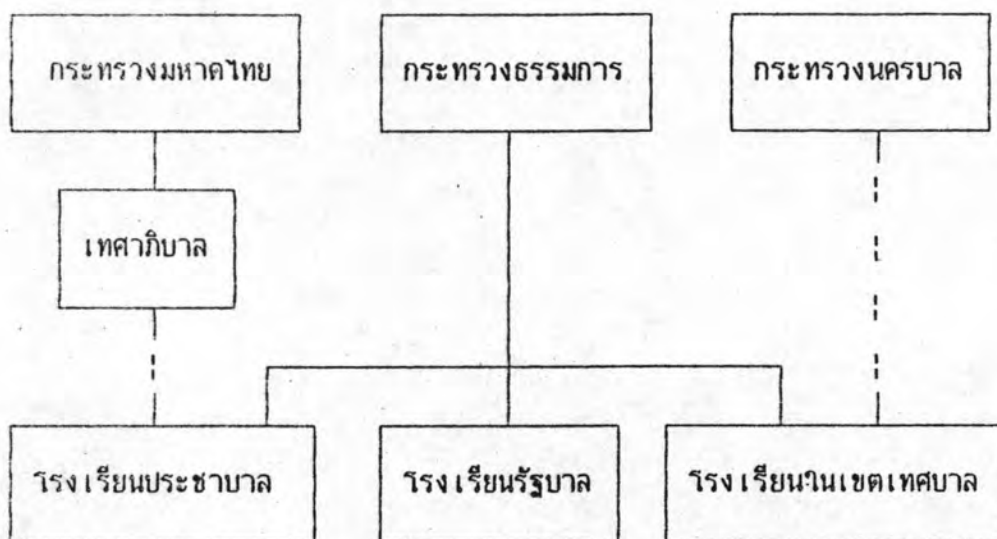 กระทรวงมหาดไทย
กระทรวงธรรมการ
กระทรวงนครบาล
เทศาภิบาล
โรงเรียนประชาบาล
โรงเรียนรัฐบาล
โรงเรียนในเขตเทศบาล